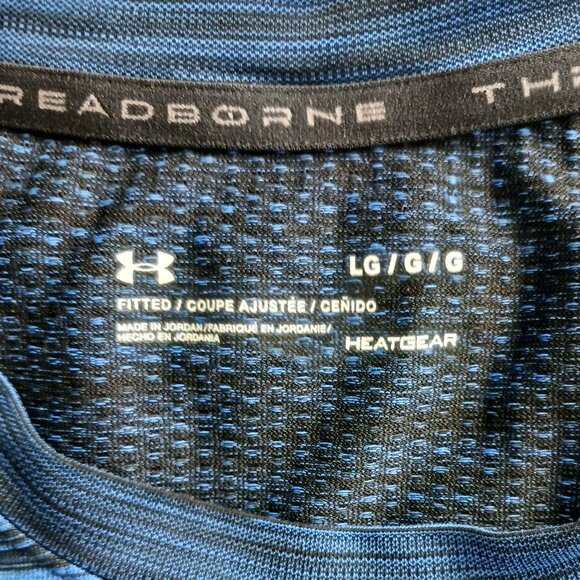 READBORNE TH
LG / G / G
FITTED / COUPE AJUSTÉE / CEÑIDO
MADE IN JORDAN / FABRIQUÉ EN JORDANIE /
HECHO EN JORDANIA
HEATGEAR